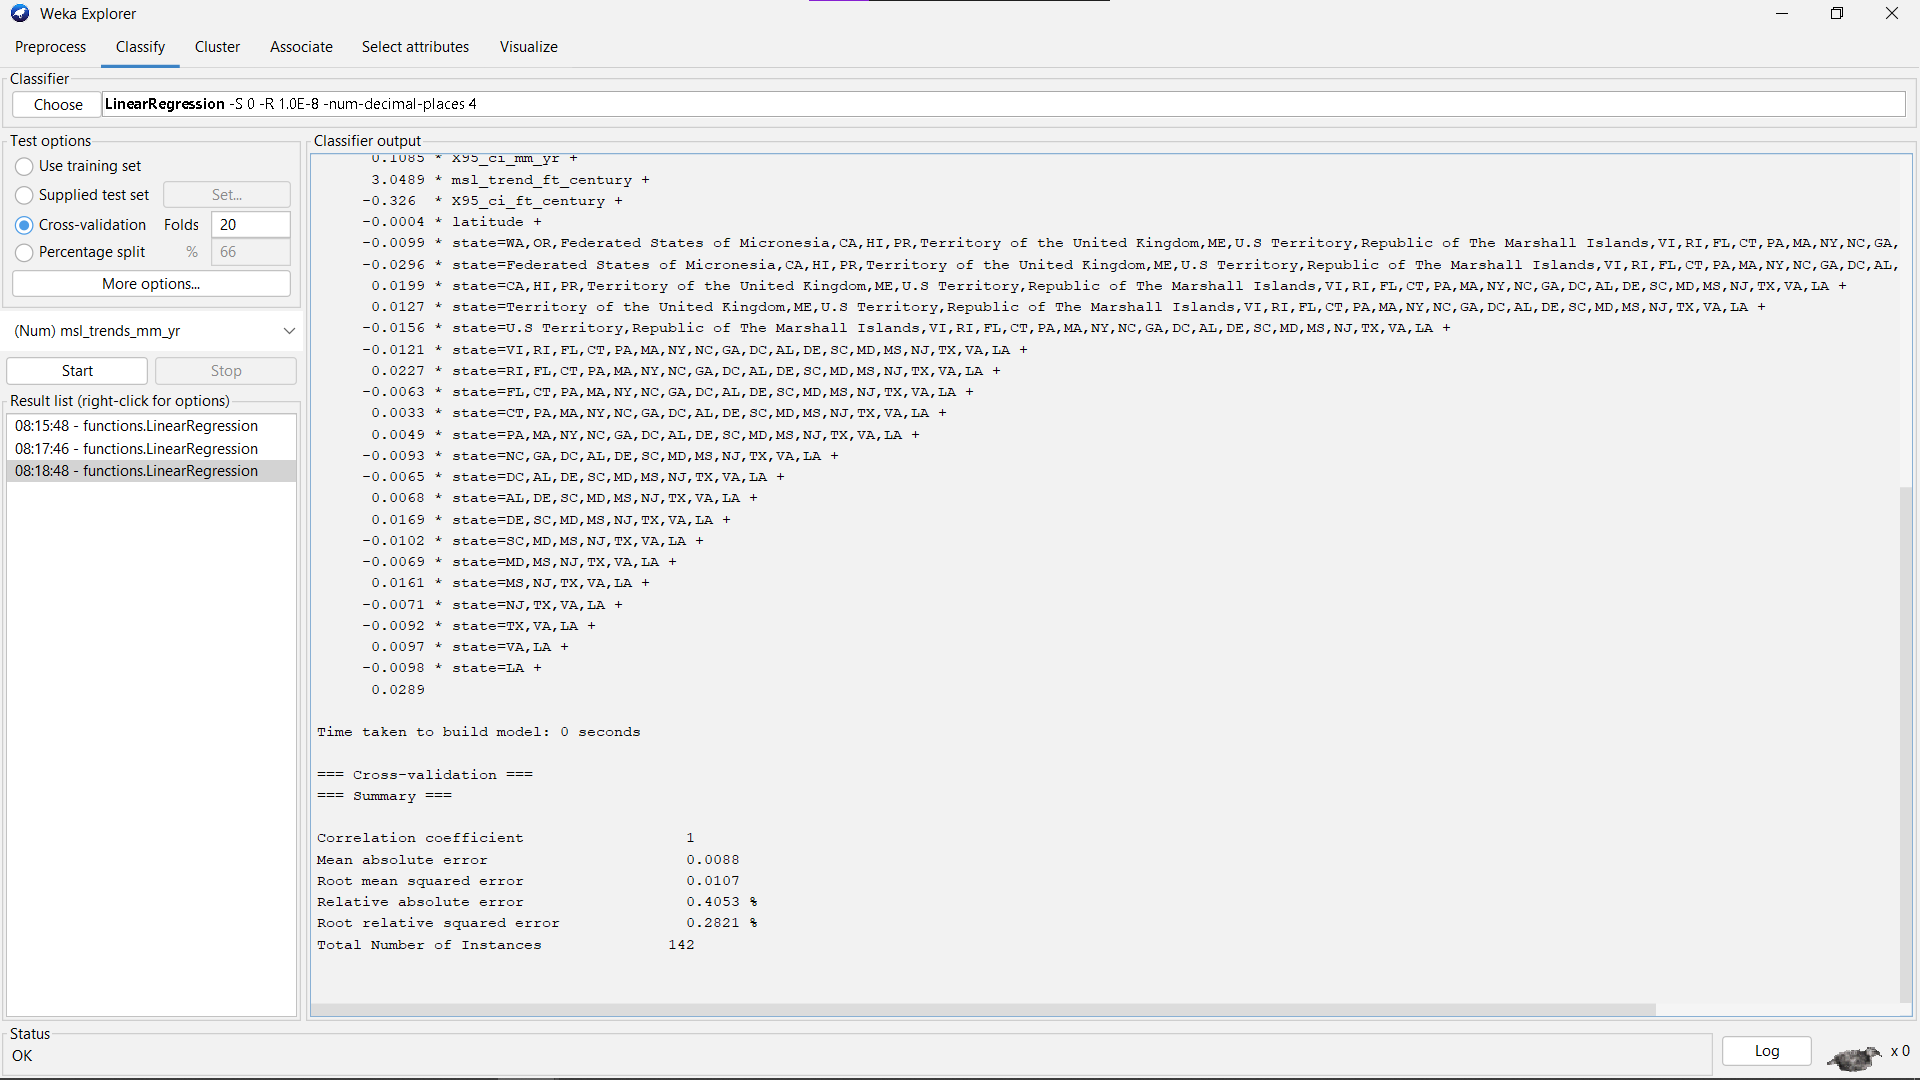 Weka Explorer
Preprocess Classify Cluster Associate Select attributes Visualize
Classifier
Choose LinearRegression -S 0 -R 1.0E-8 -num-decimal-places 4
Test options
Use training set
Supplied test set Set...
Cross-validation Folds 20
Percentage split % 66
More options...
(Num) msl_trends_mm_yr
Start Stop
Result list (right-click for options)
08:15:48 - functions.LinearRegression
08:17:46 - functions.LinearRegression
08:18:48 - functions.LinearRegression
Classifier output
0.1085 * X95_ci_mm_yr +
3.0489 * msl_trend_ft_century +
-0.326 * X95_ci_ft_century +
-0.0004 * latitude +
-0.0099 * state=WA,OR,Federated States of Micronesia,CA,HI,PR,Territory of the United Kingdom,ME,U.S Territory,Republic of The Marshall Islands,VI,RI,FL,CT,PA,MA,NY,NC,GA,
-0.0296 * state=Federated States of Micronesia,CA,HI,PR,Territory of the United Kingdom,ME,U.S Territory,Republic of The Marshall Islands,VI,RI,FL,CT,PA,MA,NY,NC,GA,DC,AL,
0.0199 * state=CA,HI,PR,Territory of the United Kingdom,ME,U.S Territory,Republic of The Marshall Islands,VI,RI,FL,CT,PA,MA,NY,NC,GA,DC,AL,DE,SC,MD,MS,NJ,TX,VA,LA +
0.0127 * state=Territory of the United Kingdom,ME,U.S Territory,Republic of The Marshall Islands,VI,RI,FL,CT,PA,MA,NY,NC,GA,DC,AL,DE,SC,MD,MS,NJ,TX,VA,LA +
-0.0156 * state=U.S Territory,Republic of The Marshall Islands,VI,RI,FL,CT,PA,MA,NY,NC,GA,DC,AL,DE,SC,MD,MS,NJ,TX,VA,LA +
-0.0121 * state=VI,RI,FL,CT,PA,MA,NY,NC,GA,DC,AL,DE,SC,MD,MS,NJ,TX,VA,LA +
0.0227 * state=RI,FL,CT,PA,MA,NY,NC,GA,DC,AL,DE,SC,MD,MS,NJ,TX,VA,LA +
-0.0063 * state=FL,CT,PA,MA,NY,NC,GA,DC,AL,DE,SC,MD,MS,NJ,TX,VA,LA +
0.0033 * state=CT,PA,MA,NY,NC,GA,DC,AL,DE,SC,MD,MS,NJ,TX,VA,LA +
0.0049 * state=PA,MA,NY,NC,GA,DC,AL,DE,SC,MD,MS,NJ,TX,VA,LA +
-0.0093 * state=NC,GA,DC,AL,DE,SC,MD,MS,NJ,TX,VA,LA +
-0.0065 * state=DC,AL,DE,SC,MD,MS,NJ,TX,VA,LA +
0.0068 * state=AL,DE,SC,MD,MS,NJ,TX,VA,LA +
0.0169 * state=DE,SC,MD,MS,NJ,TX,VA,LA +
-0.0102 * state=SC,MD,MS,NJ,TX,VA,LA +
-0.0069 * state=MD,MS,NJ,TX,VA,LA +
0.0161 * state=MS,NJ,TX,VA,LA +
-0.0071 * state=NJ,TX,VA,LA +
-0.0092 * state=TX,VA,LA +
0.0097 * state=VA,LA +
-0.0098 * state=LA +
0.0289
Time taken to build model: 0 seconds
=== Cross-validation ===
=== Summary ===
Correlation coefficient 1
Mean absolute error 0.0088
Root mean squared error 0.0107
Relative absolute error 0.4053 %
Root relative squared error 0.2821 %
Total Number of Instances 142
Status
OK
Log
x 0